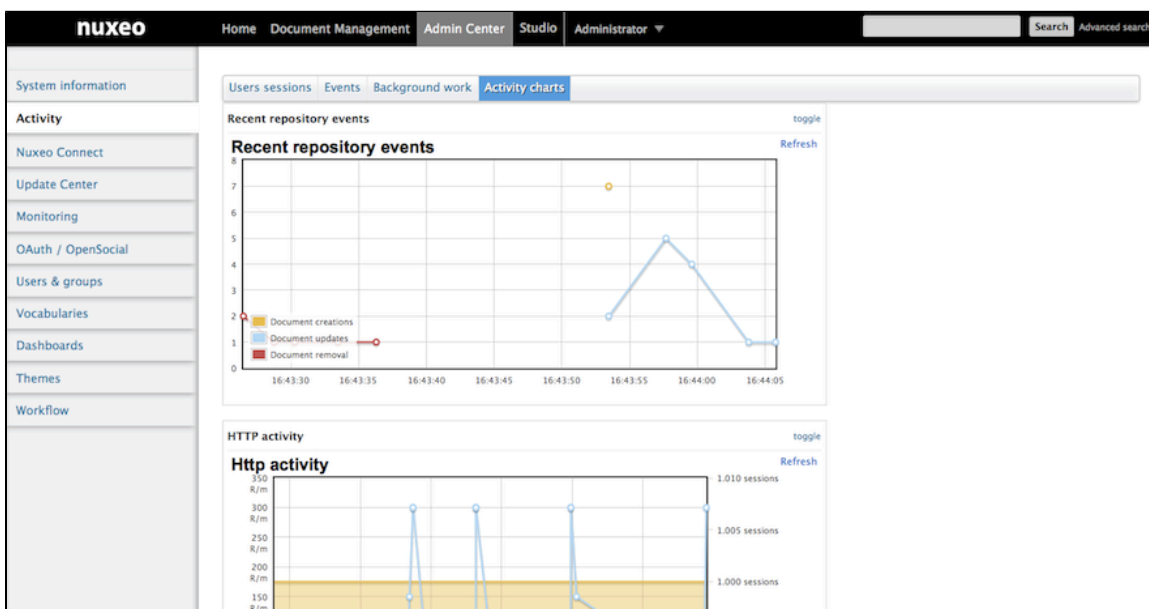 nuxeo
Home Document Management Admin Center Studio Administrator
Search Advanced search
System information
Activity
Nuxeo Connect
Update Center
Monitoring
OAuth / OpenSocial
Users & groups
Vocabularies
Dashboards
Themes
Workflow
Users sessions Events Background work Activity charts
Recent repository events toggle
Recent repository events Refresh
8
7
6
5
4
3
2
1
0
Document creations
Document updates
Document removal
16:43:30 16:43:35 16:43:40 16:43:45 16:43:50 16:43:55 16:44:00 16:44:05
HTTP activity toggle
Http activity Refresh
350 R/m
300 R/m
250 R/m
200 R/m
150 R/m
1.010 sessions
1.005 sessions
1.000 sessions